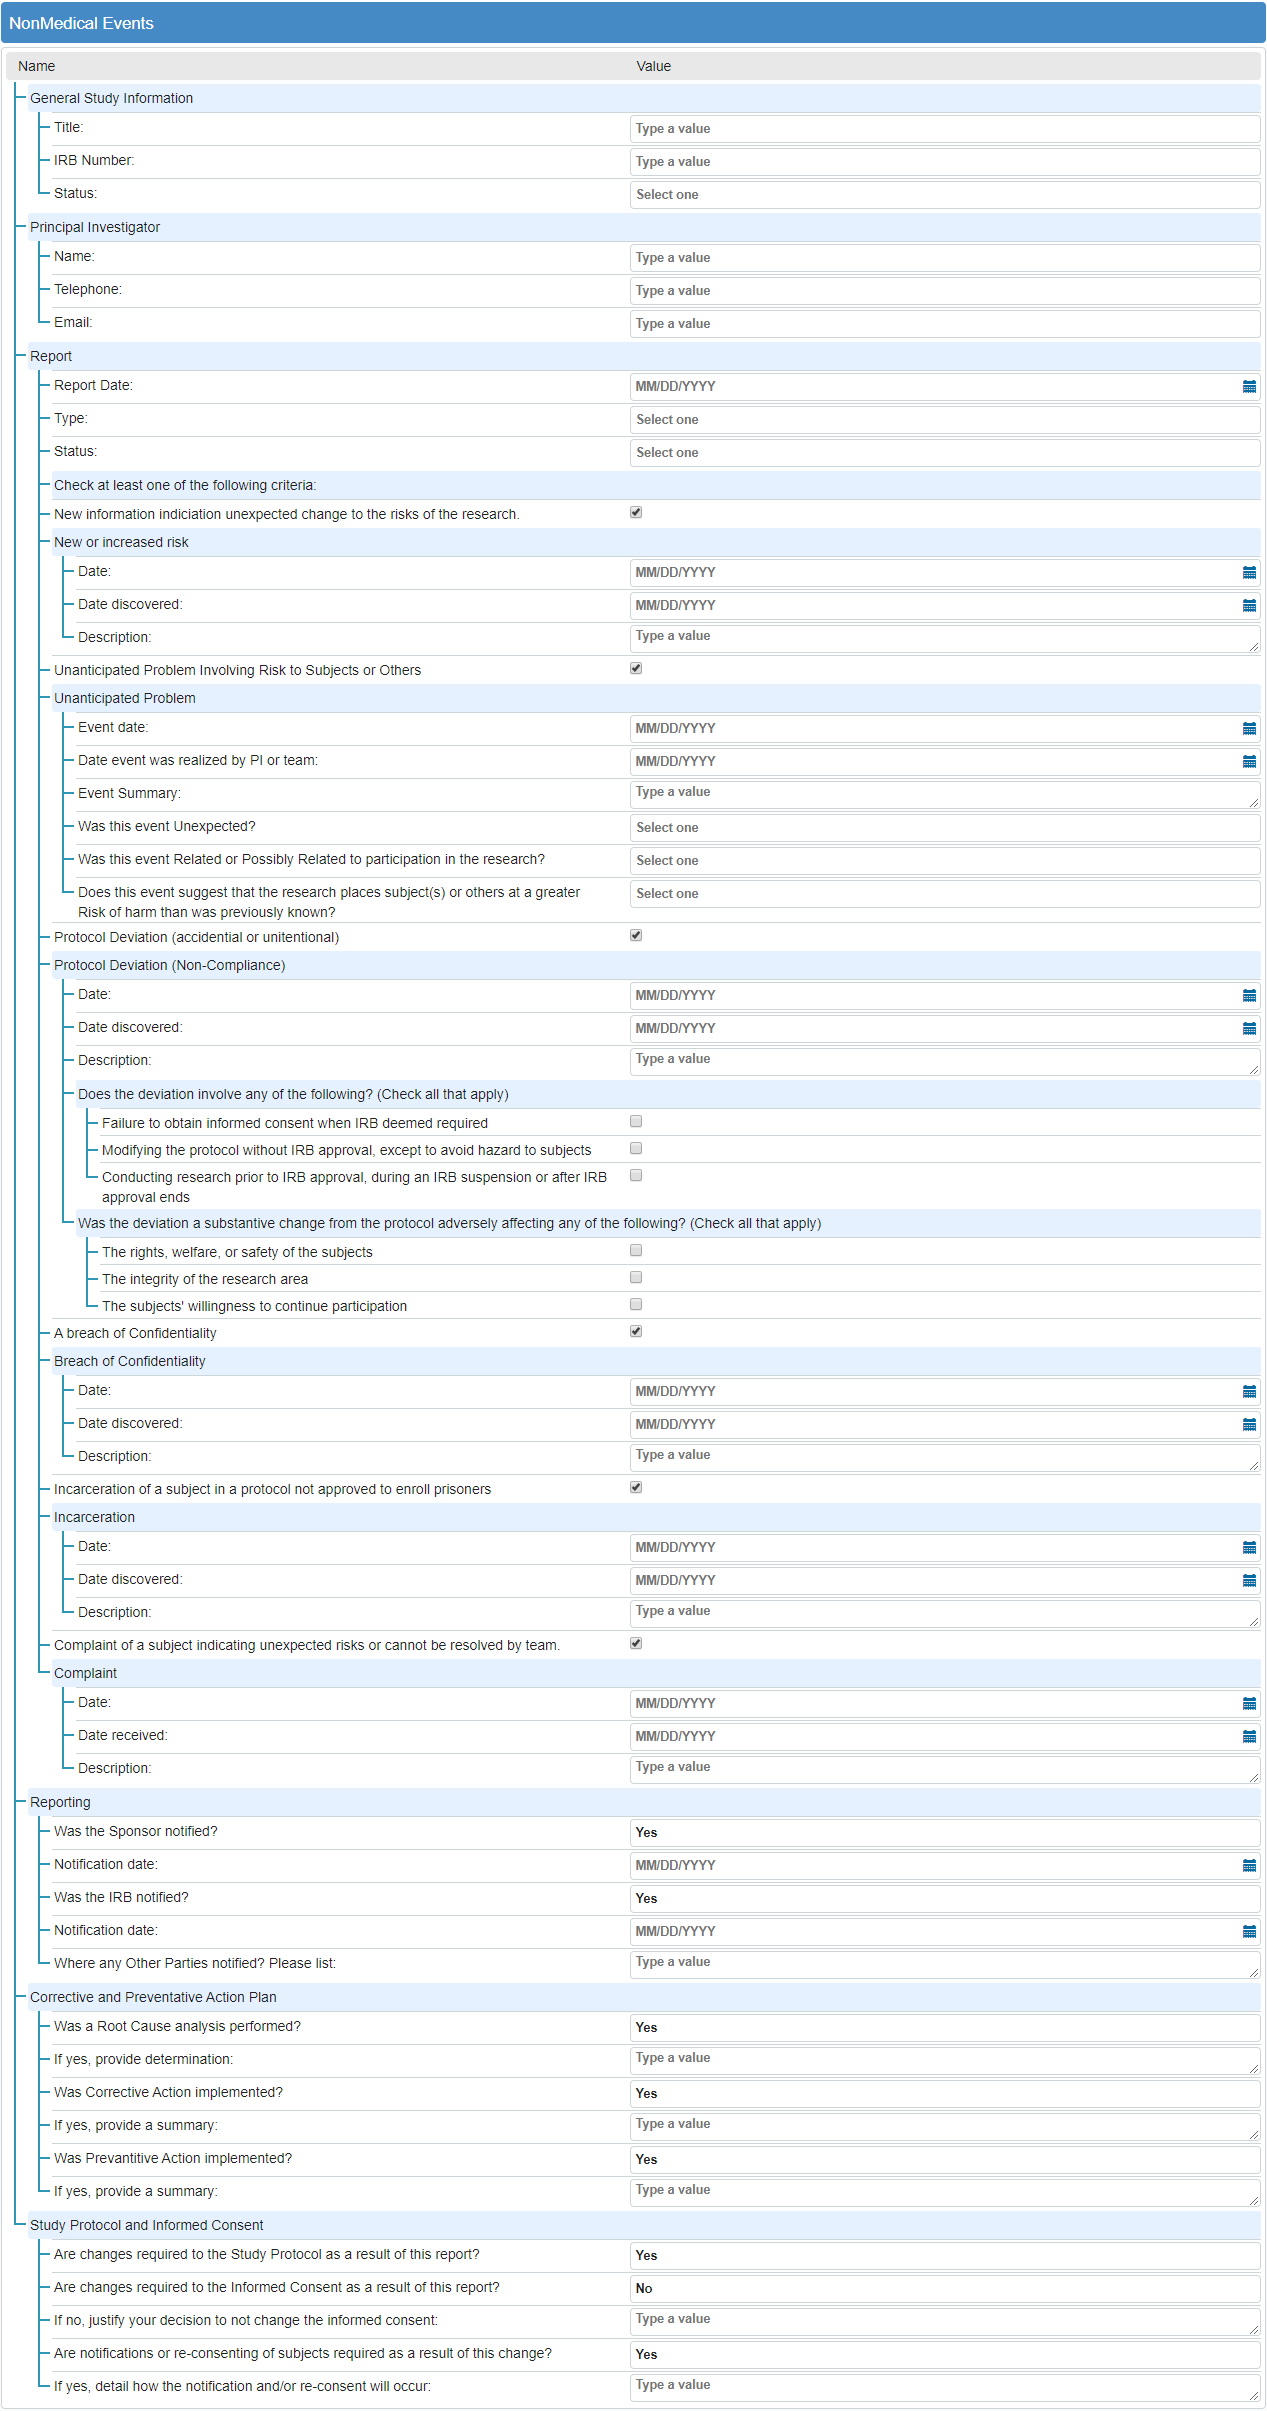 NonMedical Events
Name Value
General Study Information
Title: Type a value
IRB Number: Type a value
Status: Select one
Principal Investigator
Name: Type a value
Telephone: Type a value
Email: Type a value
Report
Report Date: MM/DD/YYYY
Type: Select one
Status: Select one
Check at least one of the following criteria:
New information indiciation unexpected change to the risks of the research.
New or increased risk
Date: MM/DD/YYYY
Date discovered: MM/DD/YYYY
Description: Type a value
Unanticipated Problem Involving Risk to Subjects or Others
Unanticipated Problem
Event date: MM/DD/YYYY
Date event was realized by PI or team: MM/DD/YYYY
Event Summary: Type a value
Was this event Unexpected? Select one
Was this event Related or Possibly Related to participation in the research? Select one
Does this event suggest that the research places subject(s) or others at a greater Select one
Risk of harm than was previously known?
Protocol Deviation (accidential or unitentional)
Protocol Deviation (Non-Compliance)
Date: MM/DD/YYYY
Date discovered: MM/DD/YYYY
Description: Type a value
Does the deviation involve any of the following? (Check all that apply)
Failure to obtain informed consent when IRB deemed required
Modifying the protocol without IRB approval, except to avoid hazard to subjects
Conducting research prior to IRB approval, during an IRB suspension or after IRB
approval ends
Was the deviation a substantive change from the protocol adversely affecting any of the following? (Check all that apply)
The rights, welfare, or safety of the subjects
The integrity of the research area
The subjects' willingness to continue participation
A breach of Confidentiality
Breach of Confidentiality
Date: MM/DD/YYYY
Date discovered: MM/DD/YYYY
Description: Type a value
Incarceration of a subject in a protocol not approved to enroll prisoners
Incarceration
Date: MM/DD/YYYY
Date discovered: MM/DD/YYYY
Description: Type a value
Complaint of a subject indicating unexpected risks or cannot be resolved by team.
Complaint
Date: MM/DD/YYYY
Date received: MM/DD/YYYY
Description: Type a value
Reporting
Was the Sponsor notified? Yes
Notification date: MM/DD/YYYY
Was the IRB notified? Yes
Notification date: MM/DD/YYYY
Where any Other Parties notified? Please list: Type a value
Corrective and Preventative Action Plan
Was a Root Cause analysis performed? Yes
If yes, provide determination: Type a value
Was Corrective Action implemented? Yes
If yes, provide a summary: Type a value
Was Prevantitive Action implemented? Yes
If yes, provide a summary: Type a value
Study Protocol and Informed Consent
Are changes required to the Study Protocol as a result of this report? Yes
Are changes required to the Informed Consent as a result of this report? No
If no, justify your decision to not change the informed consent: Type a value
Are notifications or re-consenting of subjects required as a result of this change? Yes
If yes, detail how the notification and/or re-consent will occur: Type a value